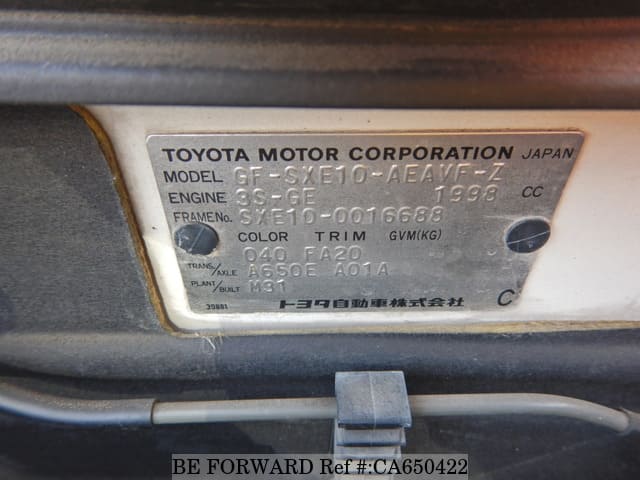 TOYOTA MOTOR CORPORATION JAPAN
MODEL GF-SXE10-AEAVF-Z
ENGINE 3S-GE 1998 CC
FRAME No. SXE10-0016688
COLOR TRIM GVM(KG)
040 FA20
TRANS./AXLE A650E A01A
PLANT/BUILT M31
39801 トヨタ自動車株式会社 C
BE FORWARD Ref #:CA650422